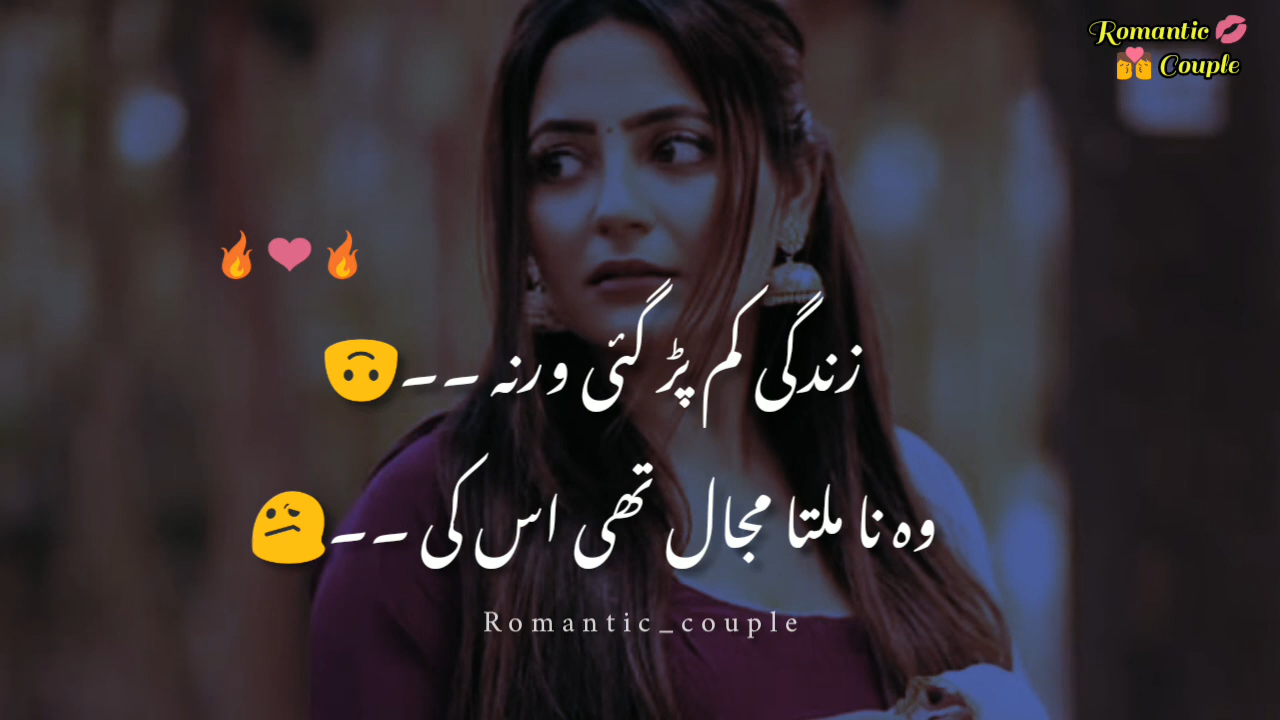 Romantic 💋
💏 Couple
🔥 ❤ 🔥
زندگی کم پڑ گئی ورنہ ۔۔🙃
وہ نا ملتا مجال تھی اس کی ۔۔🫤
Romantic_couple